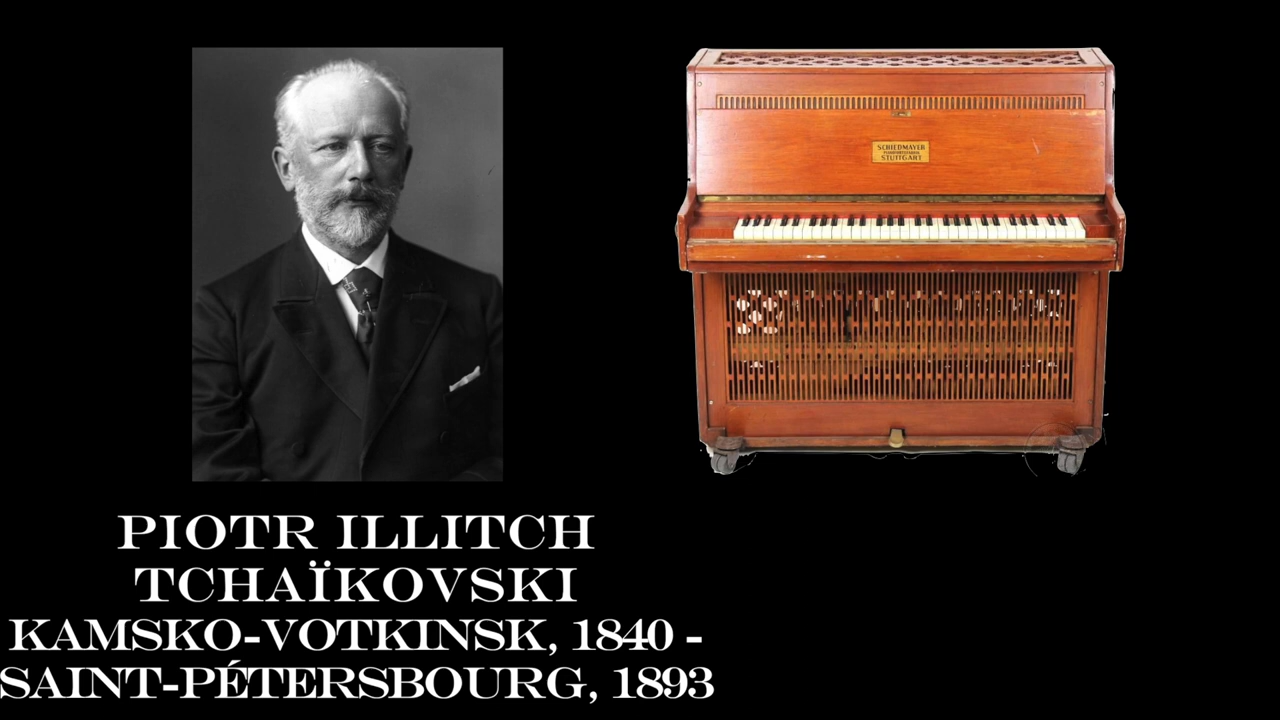 SCHIEDMAYER
STUTTGART
PIOTR ILLITCH
TCHAÏKOVSKI
KAMSKO-VOTKINSK, 1840 -
SAINT-PÉTERSBOURG, 1893